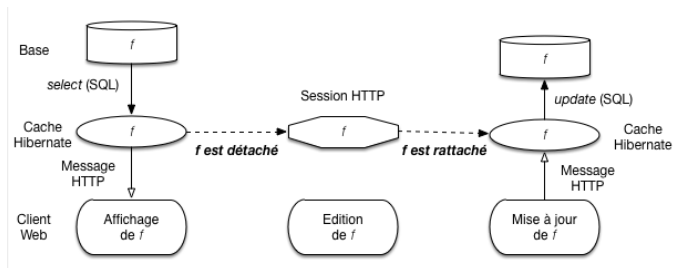 Base
f
select (SQL)
Cache
Hibernate
f
Message
HTTP
Client
Web
Affichage
de f
f est détaché
Session HTTP
f
f est rattaché
Edition
de f
f
update (SQL)
f
Cache
Hibernate
Message
HTTP
Mise à jour
de f